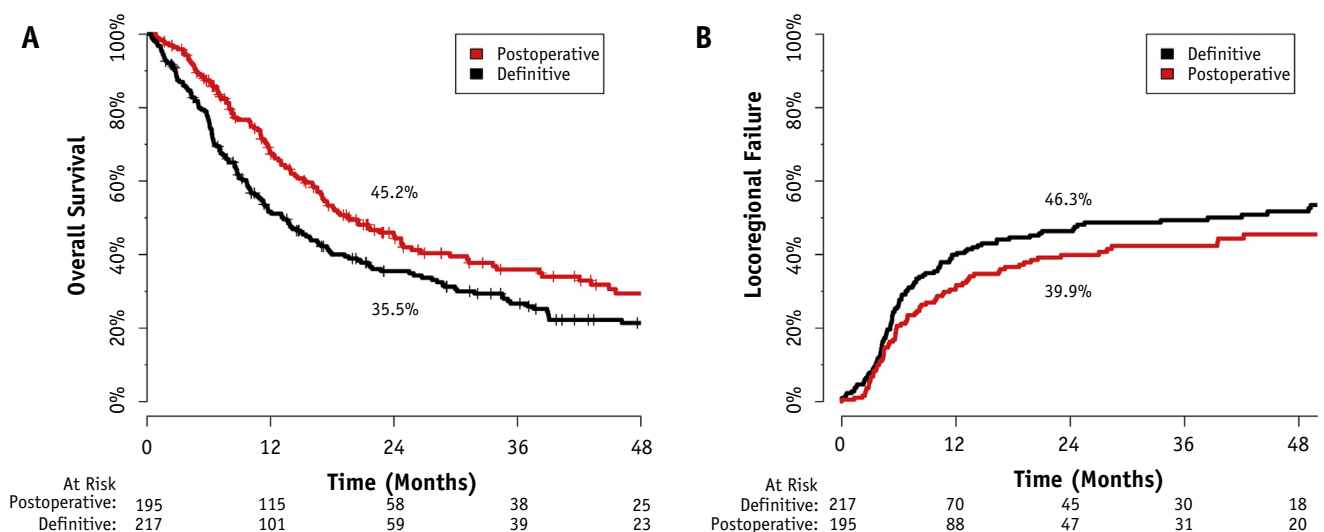 A
Overall Survival
100%
80%
60%
40%
20%
0%
Postoperative
Definitive
45.2%
35.5%
0 12 24 36 48
Time (Months)
At Risk
Postoperative: 195 115 58 38 25
Definitive: 217 101 59 39 23
B
Locoregional Failure
100%
80%
60%
40%
20%
0%
Definitive
Postoperative
46.3%
39.9%
0 12 24 36 48
Time (Months)
At Risk
Definitive: 217 70 45 30 18
Postoperative: 195 88 47 31 20